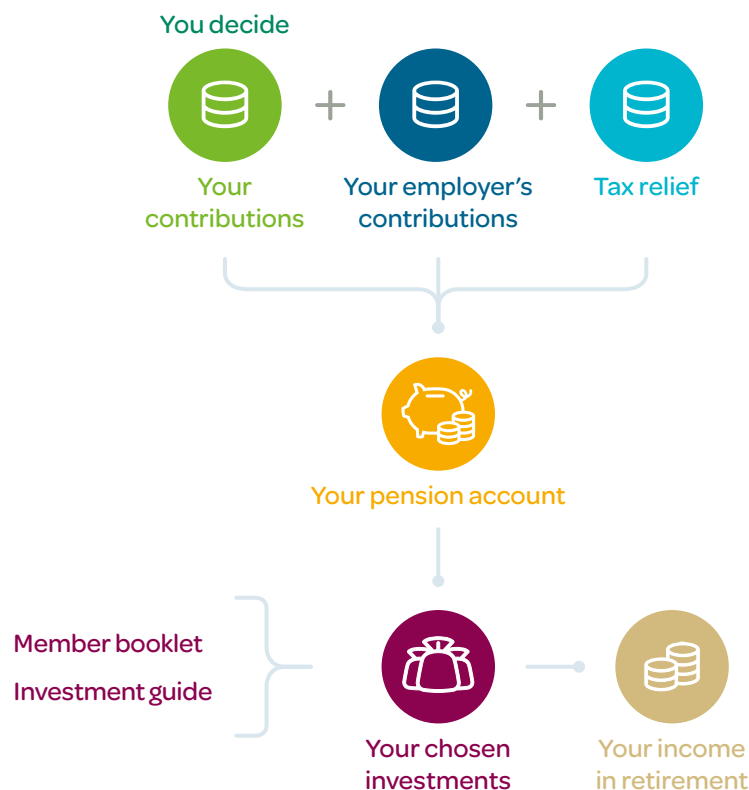 You decide
+ +
Your
contributions
Your employer’s
contributions
Tax relief
Your pension account
Member booklet
Investment guide
Your chosen
investments
Your income
in retirement